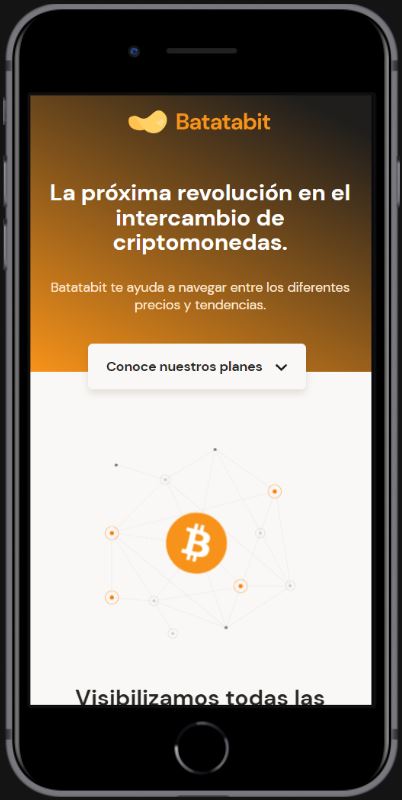 Batatabit
La próxima revolución en el
intercambio de
criptomonedas.
Batatabit te ayuda a navegar entre los diferentes
precios y tendencias.
Conoce nuestros planes
Visibilizamos todas las